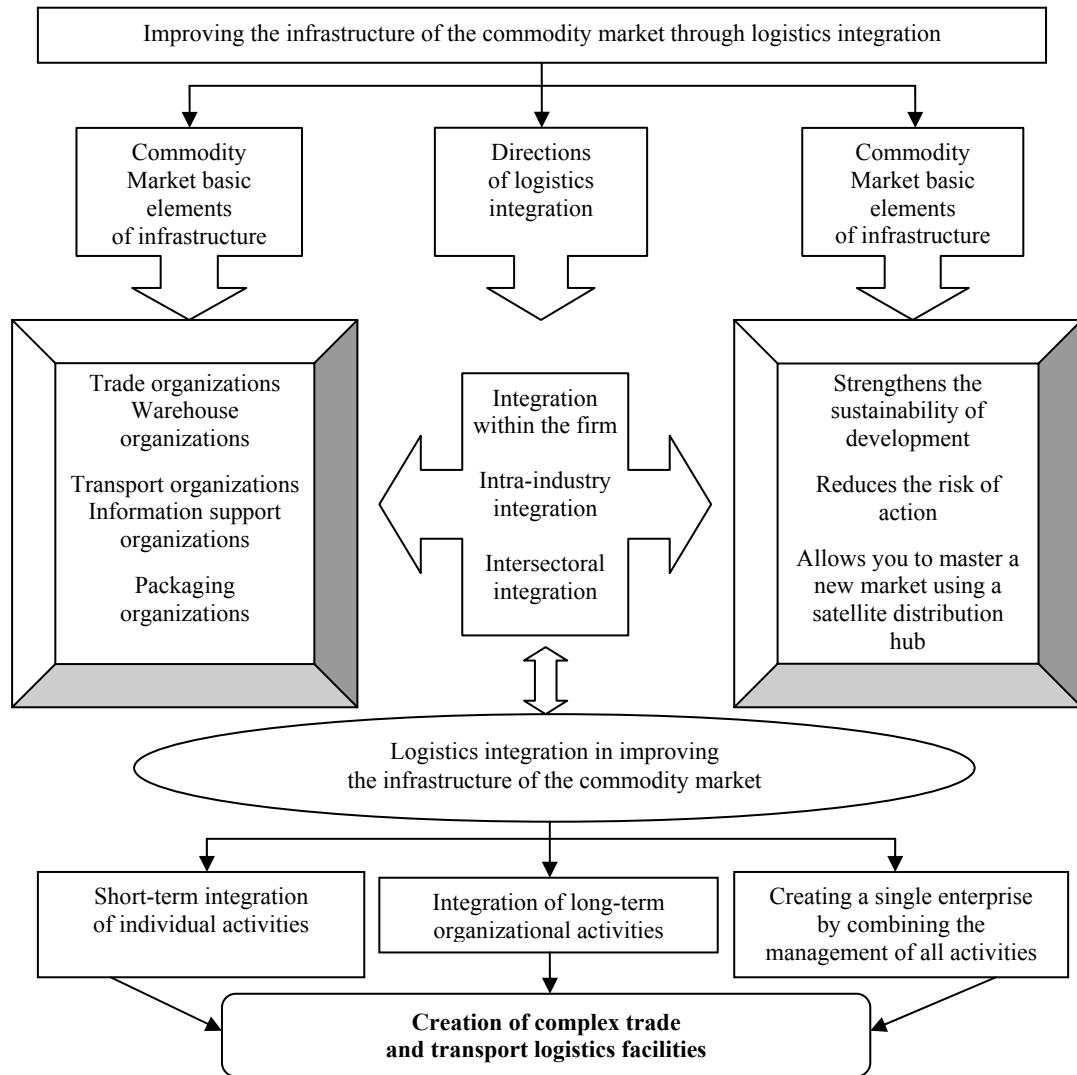 Improving the infrastructure of the commodity market through logistics integration
Commodity
Market basic
elements
of infrastructure
Directions
of logistics
integration
Commodity
Market basic
elements
of infrastructure
Trade organizations
Warehouse
organizations
Transport organizations
Information support
organizations
Packaging
organizations
Integration
within the firm
Intra-industry
integration
Intersectoral
integration
Strengthens the
sustainability of
development
Reduces the risk of
action
Allows you to master a
new market using a
satellite distribution
hub
Logistics integration in improving
the infrastructure of the commodity market
Short-term integration
of individual activities
Integration of long-term
organizational activities
Creating a single enterprise
by combining the
management of all activities
Creation of complex trade
and transport logistics facilities